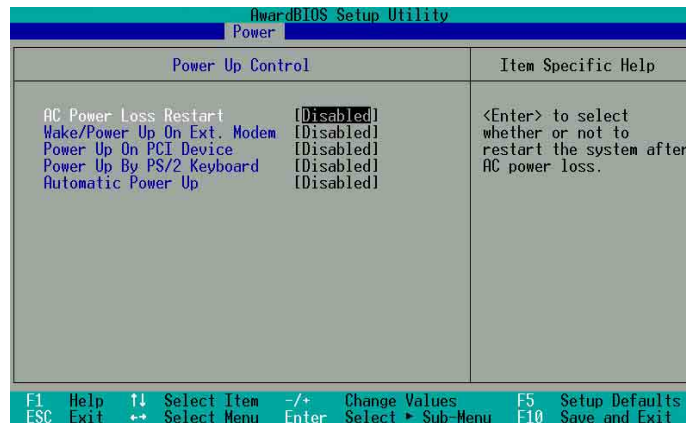 AwardBIOS Setup Utility
Power
Power Up Control
Item Specific Help
AC Power Loss Restart [Disabled]
Wake/Power Up On Ext. Modem [Disabled]
Power Up On PCI Device [Disabled]
Power Up By PS/2 Keyboard [Disabled]
Automatic Power Up [Disabled]
<Enter> to select
whether or not to
restart the system after
AC power loss.
F1 Help ↑↓ Select Item -/+ Change Values F5 Setup Defaults
ESC Exit ←→ Select Menu Enter Select ► Sub-Menu F10 Save and Exit